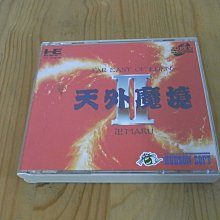 FAR EAST OF EDEN
天外魔境
II
卍MARU
HUDSON SOFT